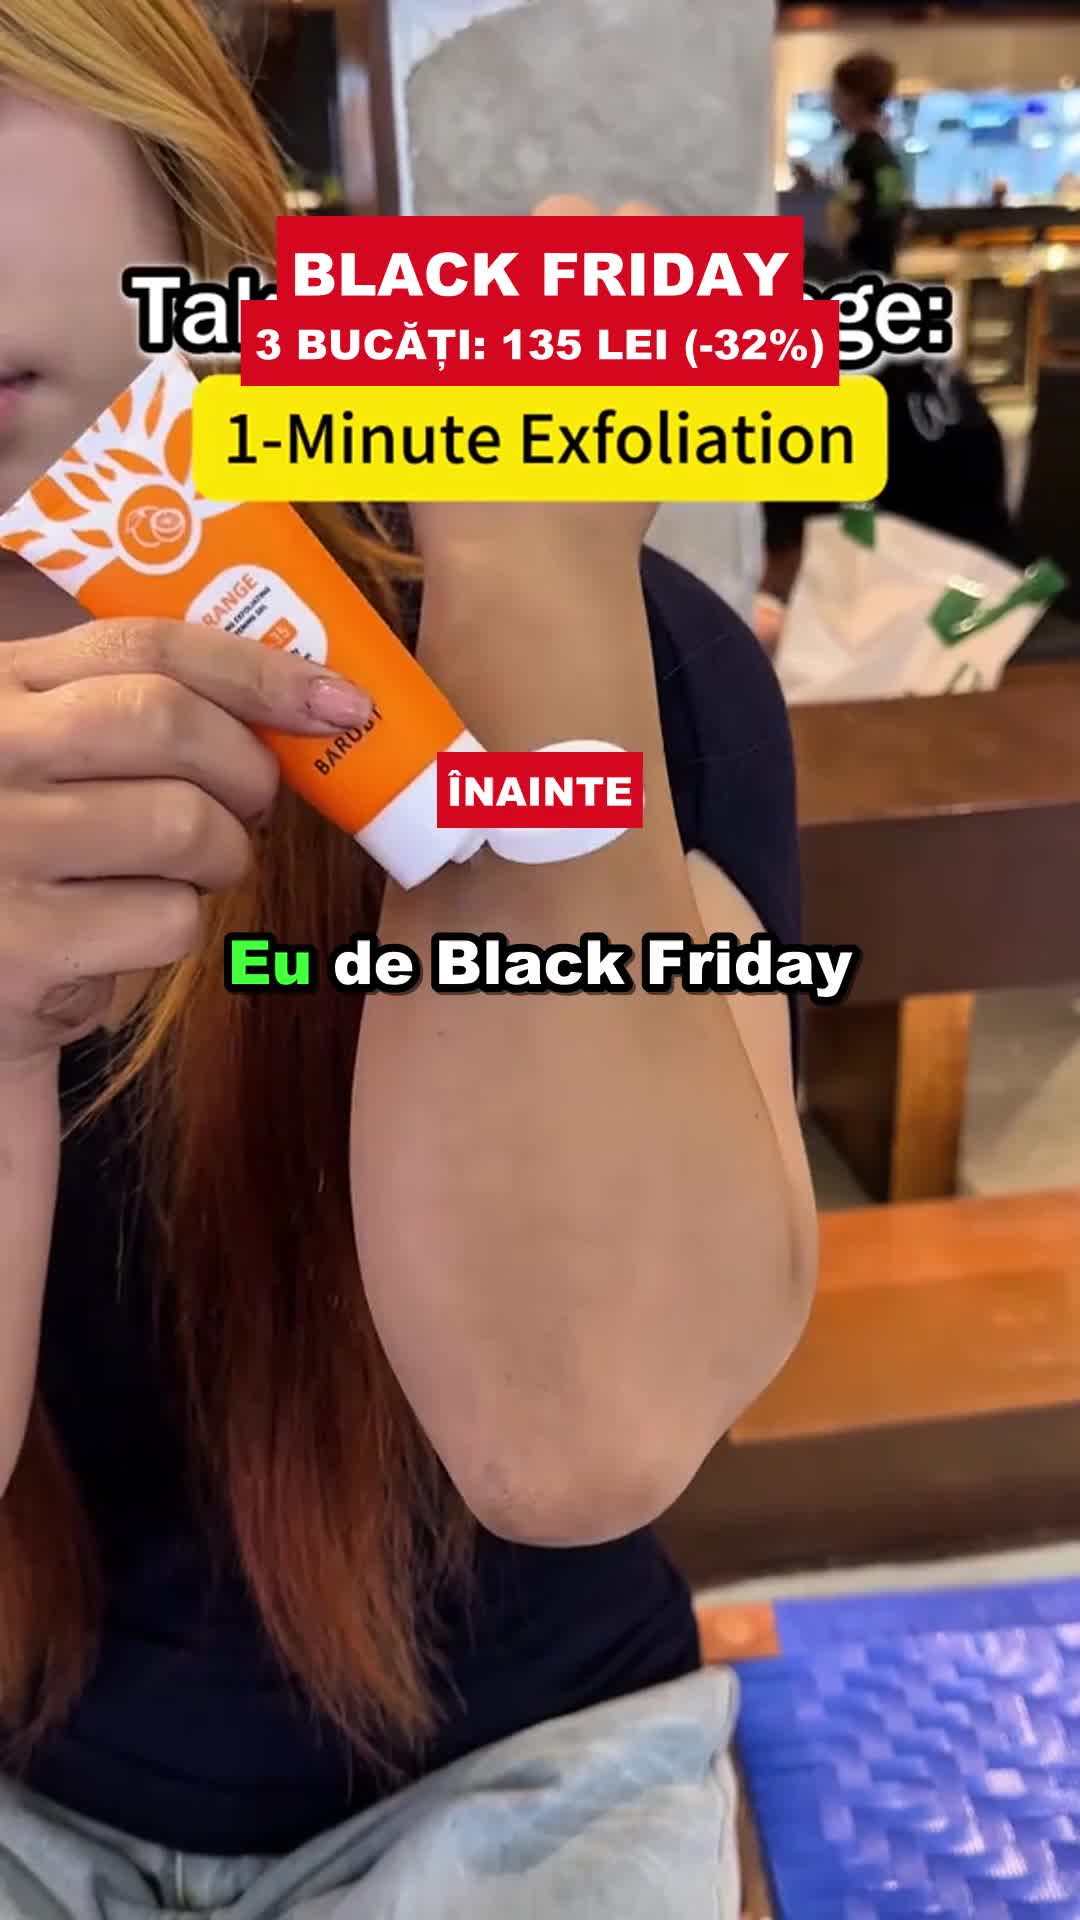 BLACK FRIDAY
3 BUCĂȚI: 135 LEI (-32%)
1-Minute Exfoliation
ÎNAINTE
Eu de Black Friday